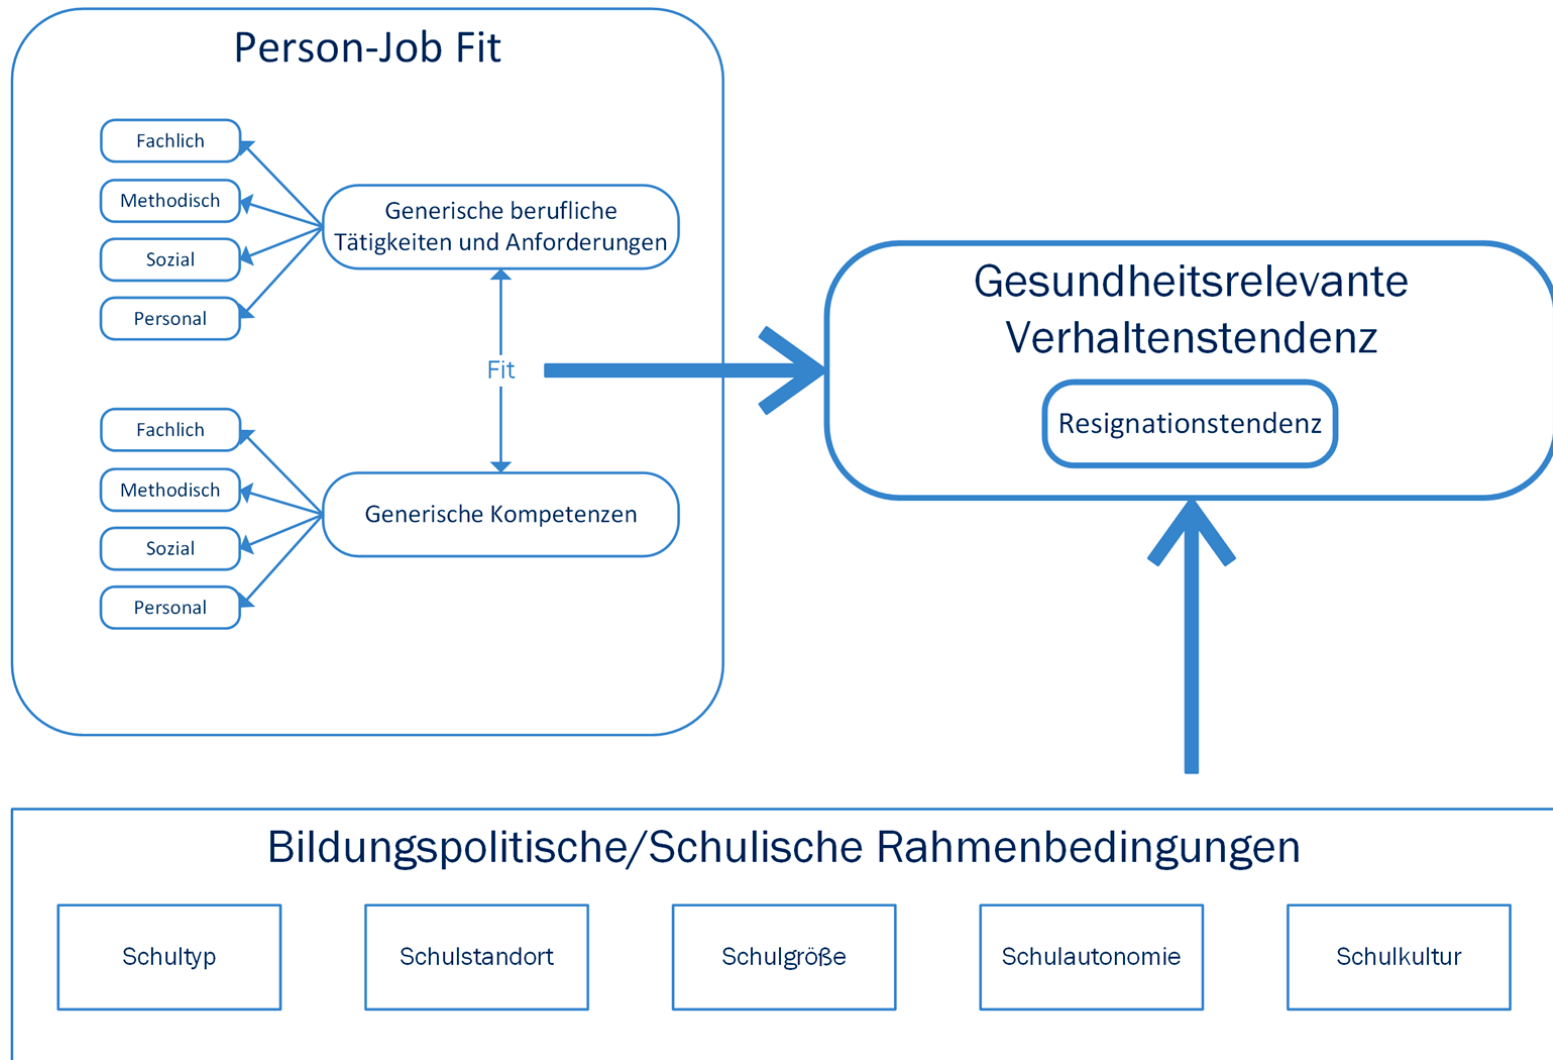 Person-Job Fit
Fachlich
Methodisch
Sozial
Personal
Generische berufliche
Tätigkeiten und Anforderungen
Fit
Fachlich
Methodisch
Sozial
Personal
Generische Kompetenzen
Gesundheitsrelevante
Verhaltenstendenz
Resignationstendenz
Bildungspolitische/Schulische Rahmenbedingungen
Schultyp
Schulstandort
Schulgröße
Schulautonomie
Schulkultur